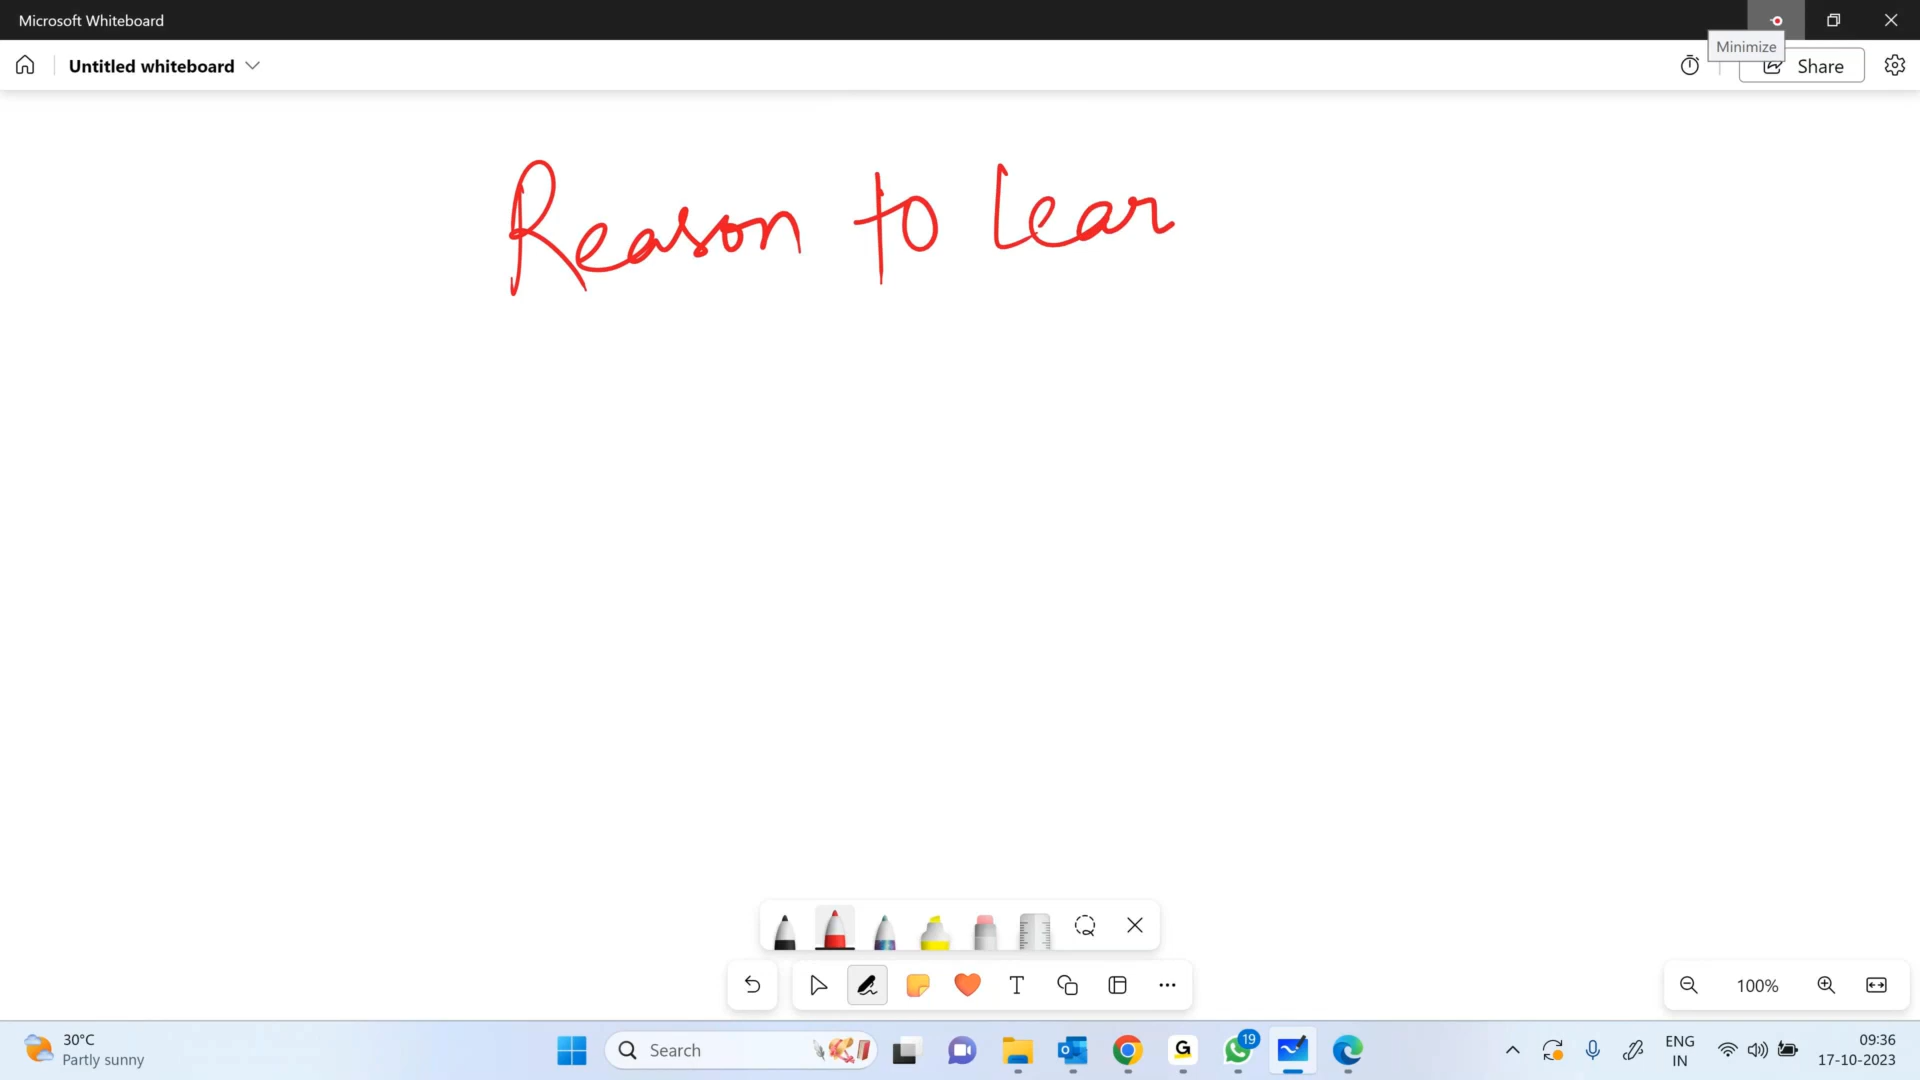 Microsoft Whiteboard
Minimize
Untitled whiteboard
Share
Reason to lear
100%
30°C
Partly sunny
Search
19
ENG
IN
09:36
17-10-2023